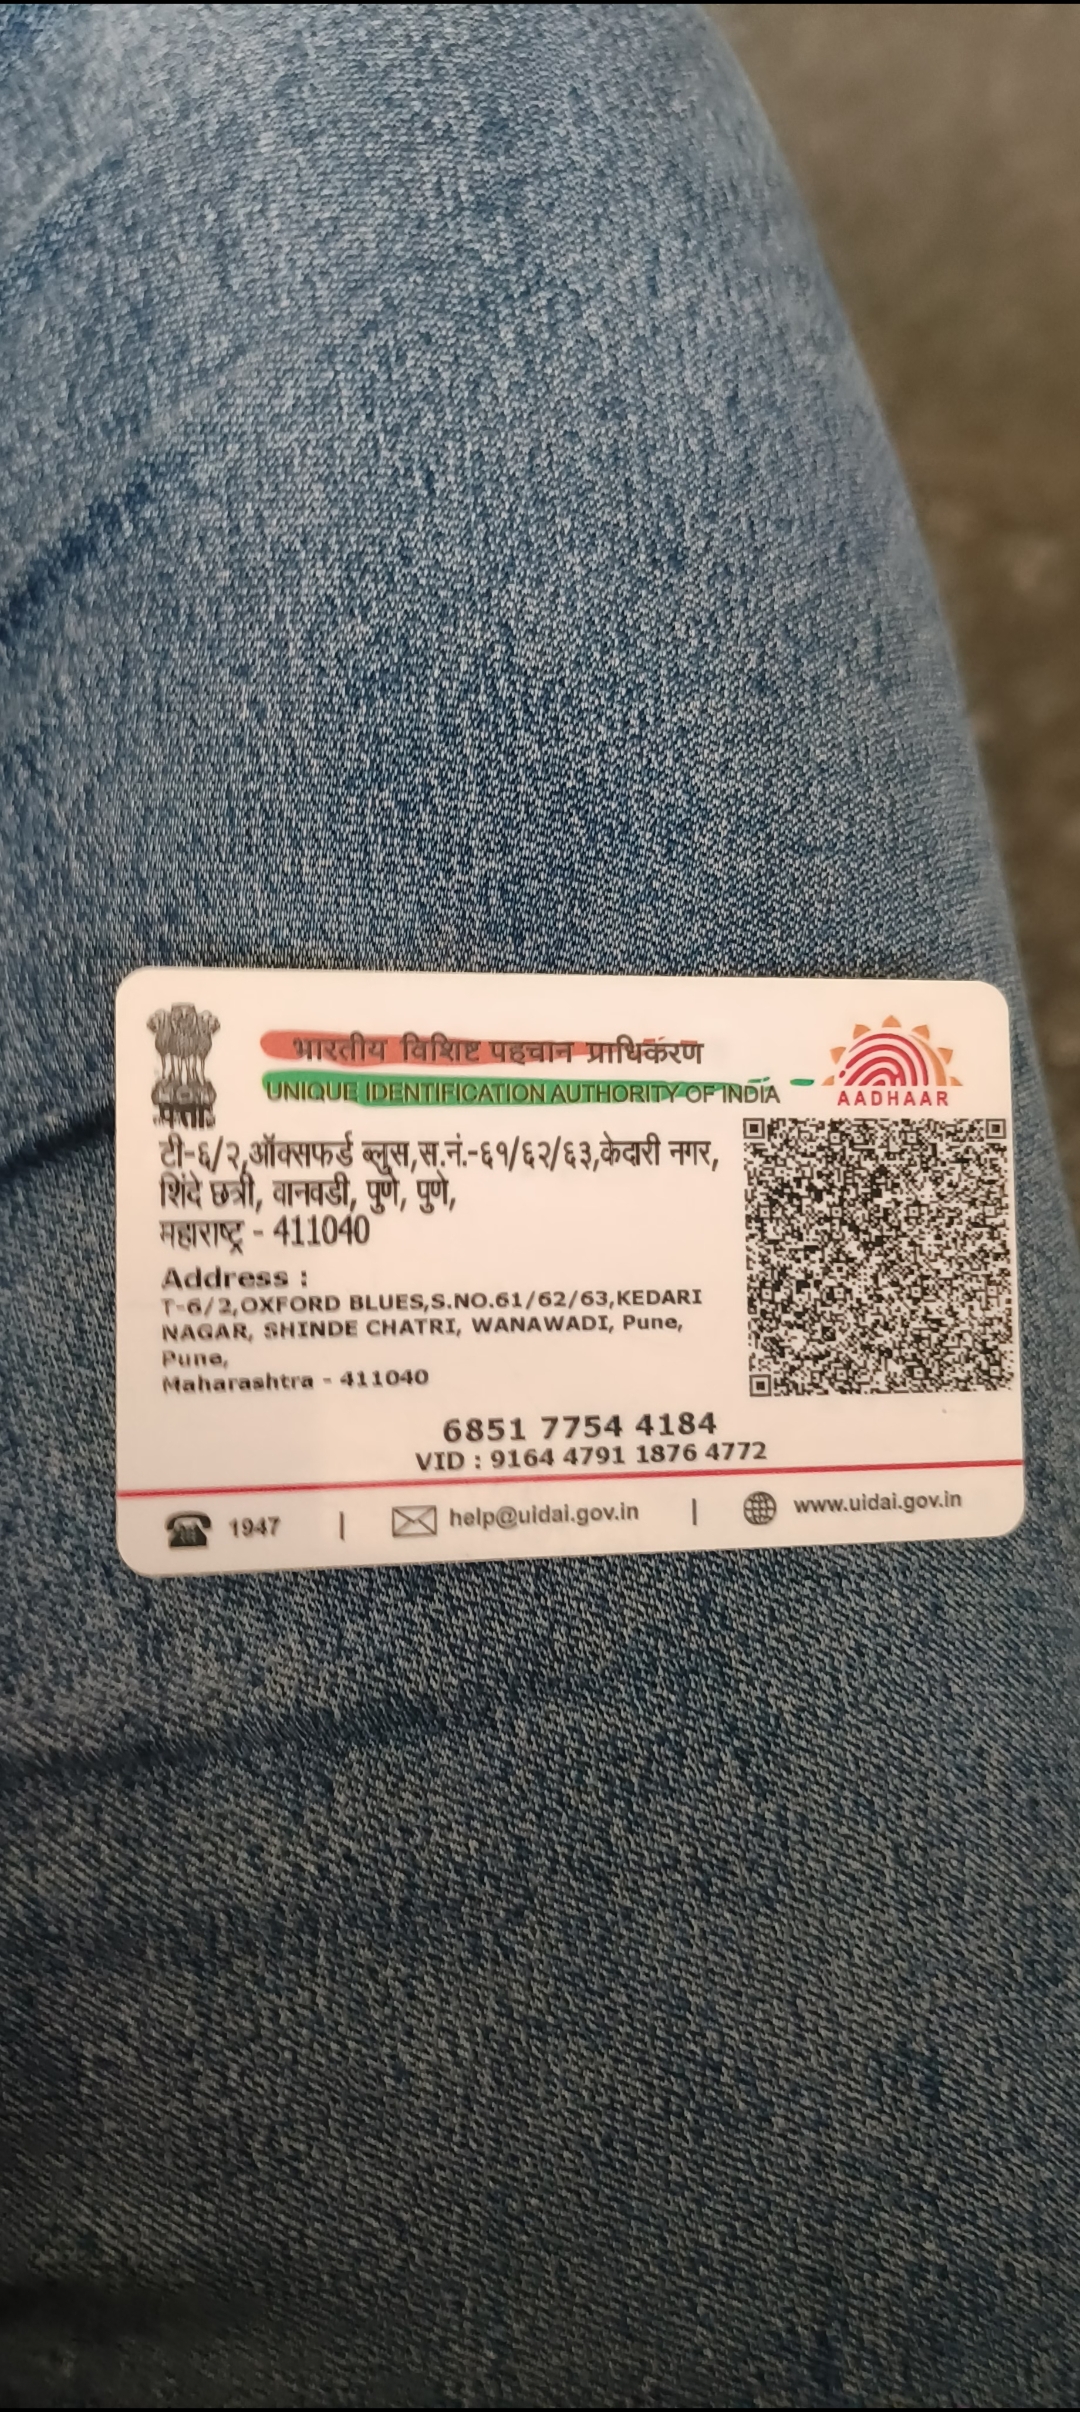 भारतीय विशिष्ट पहचान प्राधिकरण
UNIQUE IDENTIFICATION AUTHORITY OF INDIA
AADHAAR
पत्ता:
टी-६/२,ऑक्सफर्ड ब्लुस,स.नं.-६१/६२/६३,केदारी नगर,
शिंदे छत्री, वानवडी, पुणे, पुणे,
महाराष्ट्र - 411040
Address :
T-6/2,OXFORD BLUES,S.NO.61/62/63,KEDARI
NAGAR, SHINDE CHATRI, WANAWADI, Pune,
Pune,
Maharashtra - 411040
6851 7754 4184
VID : 9164 4791 1876 4772
1947 | help@uidai.gov.in | www.uidai.gov.in